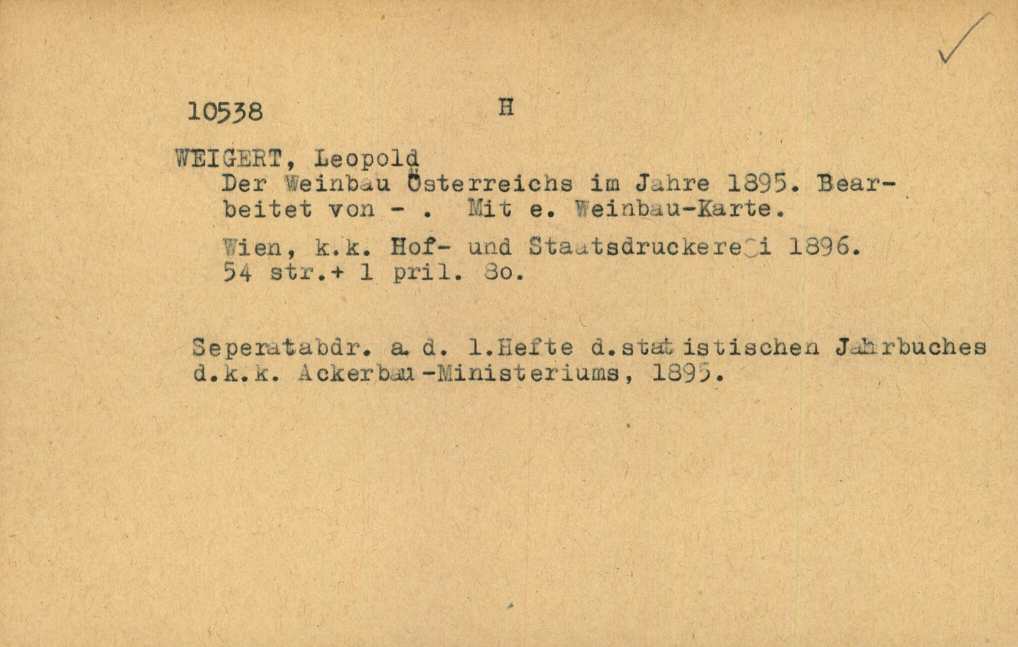 10538 H
WEIGERT, Leopold
Der Weinbau Österreichs im Jahre 1895. Bear-
beitet von - . Mit e. Weinbau-Karte.
Wien, k.k. Hof- und Staatsdruckerei 1896.
54 str.+ 1 pril. 8o.
Seperatabdr. a. d. 1.Hefte d.statistischen Jahrbuches
d.k.k. Ackerbau-Ministeriums, 1895.